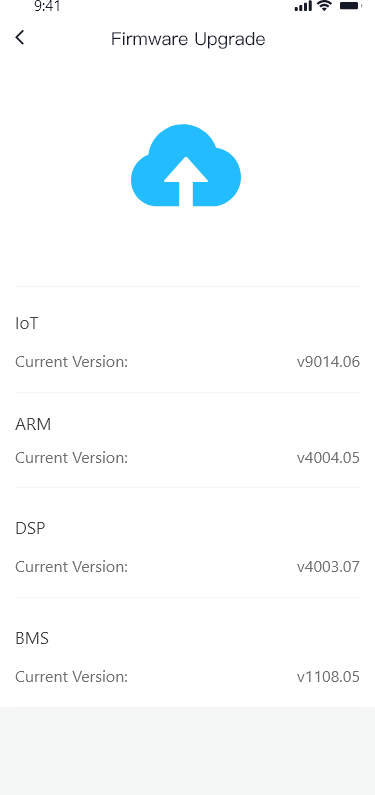 9:41
Firmware Upgrade
IoT
Current Version: v9014.06
ARM
Current Version: v4004.05
DSP
Current Version: v4003.07
BMS
Current Version: v1108.05